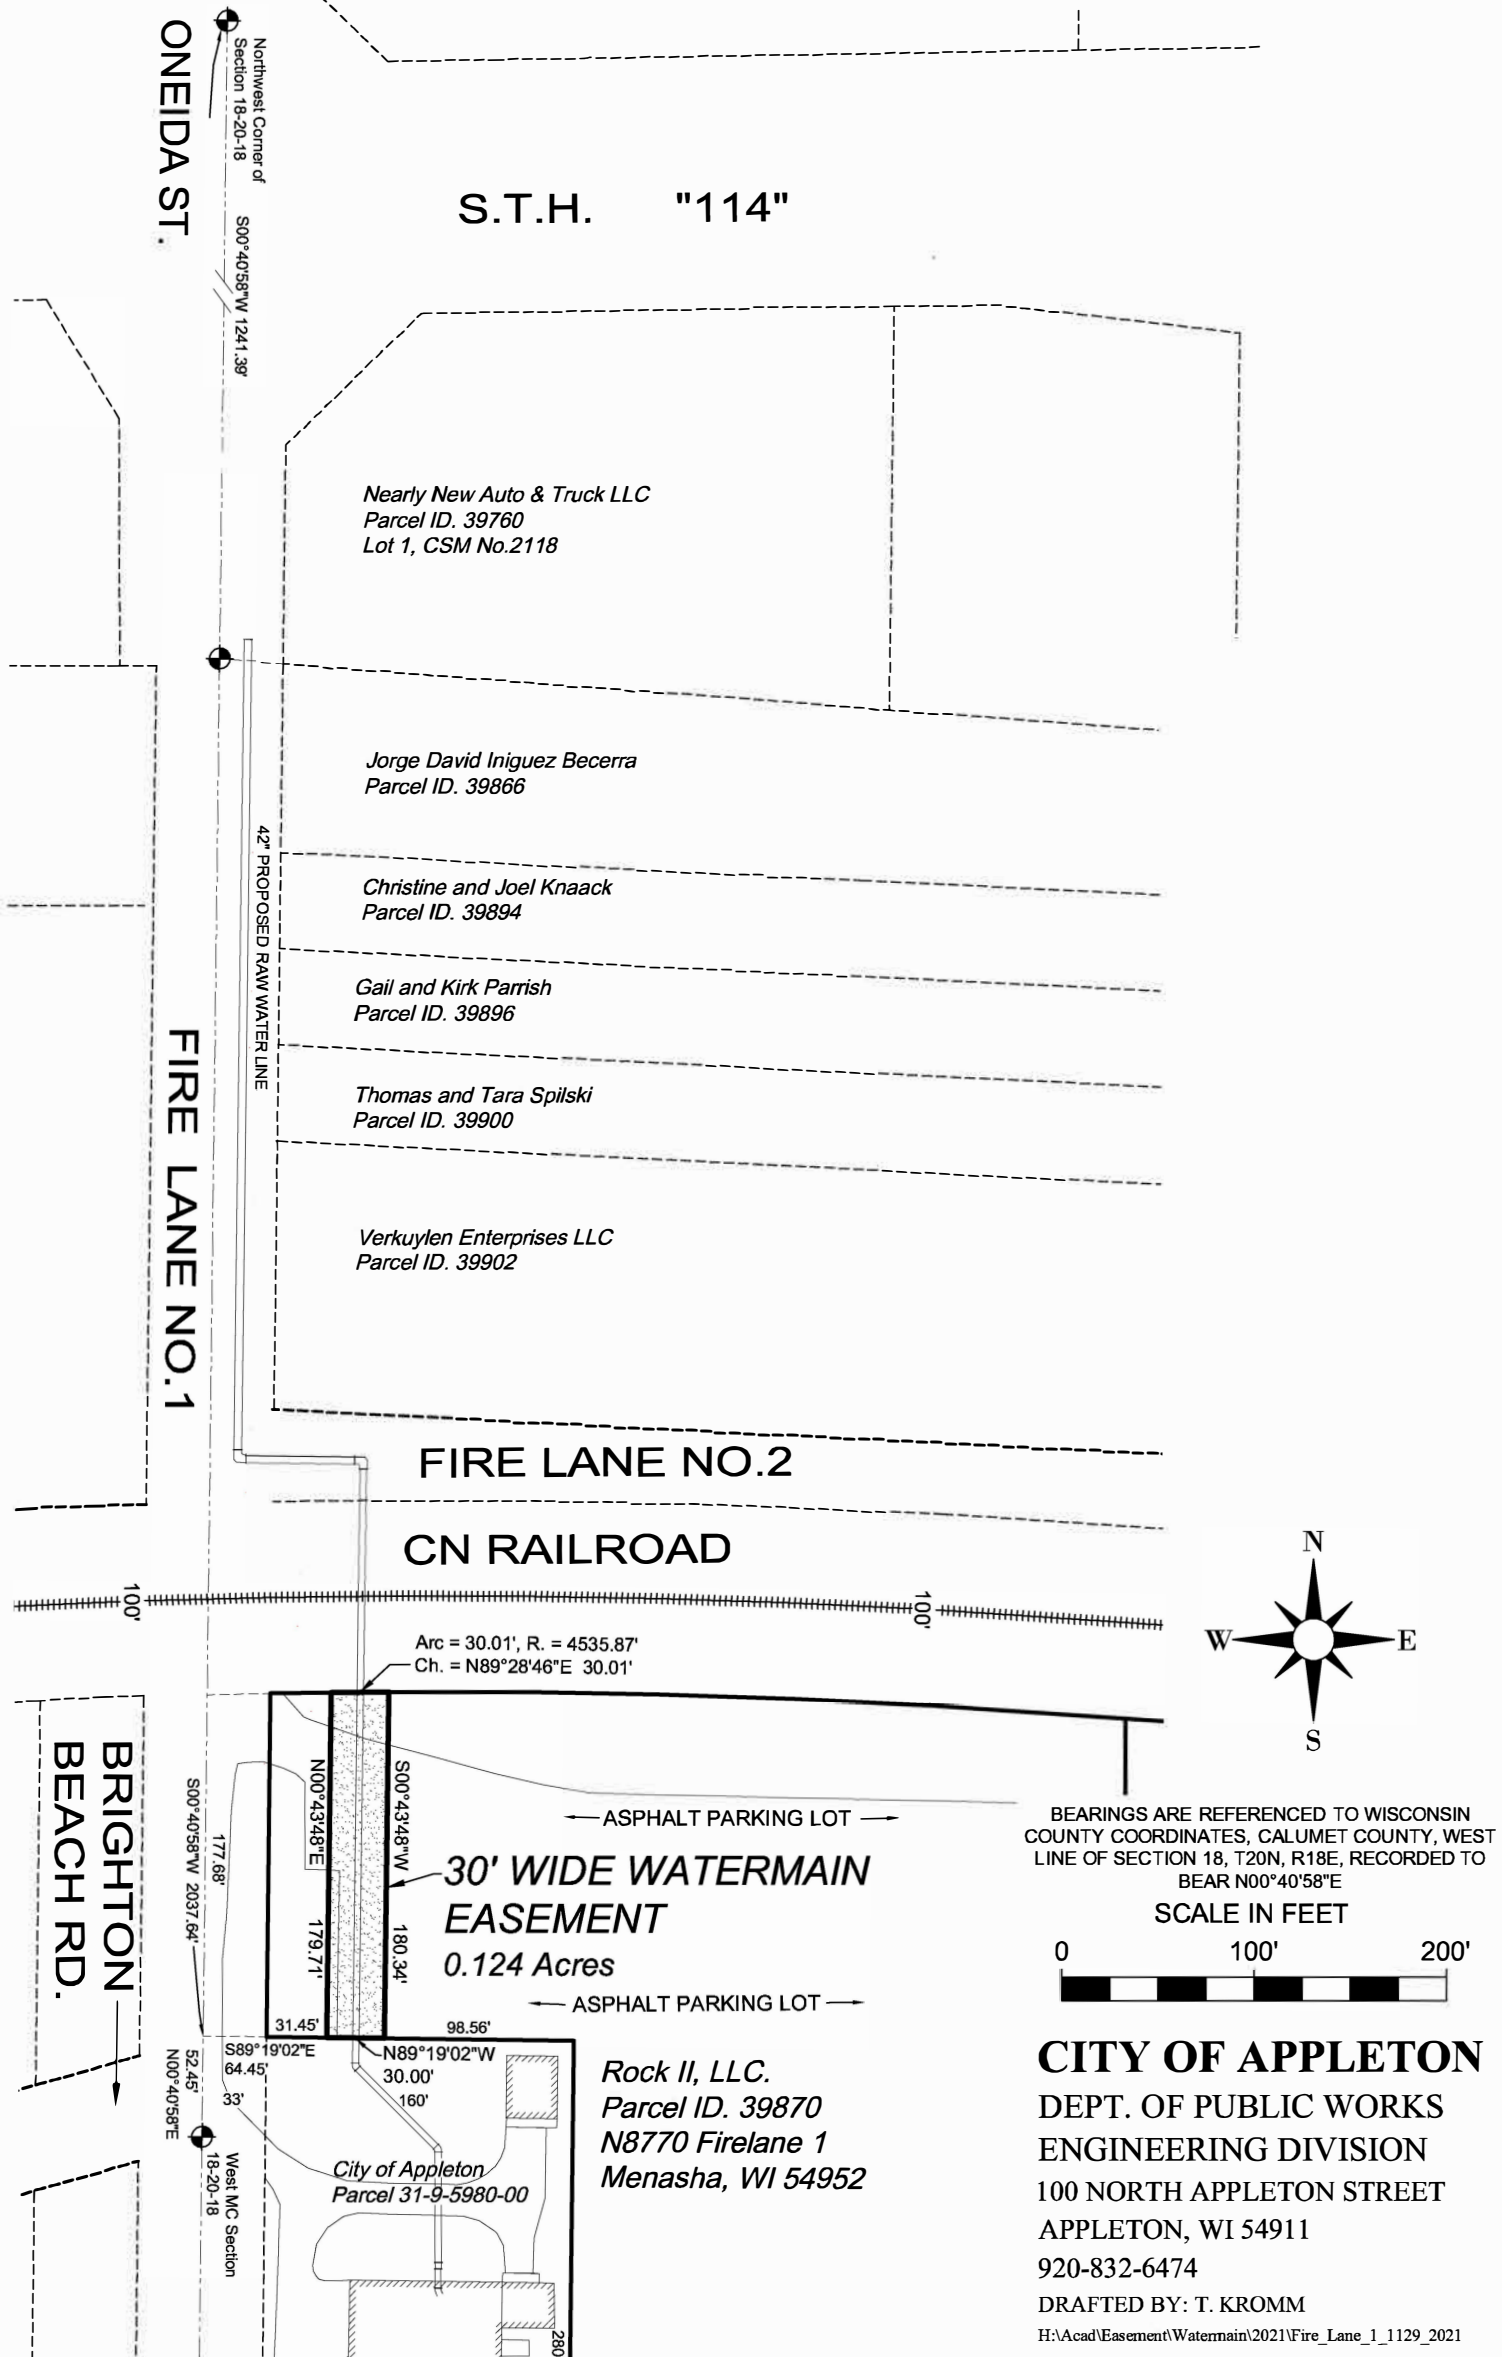 ONEIDA ST.
Northwest Corner of
Section 18-20-18
S00°40'58"W 1241.39'
S.T.H. "114"
Nearly New Auto & Truck LLC
Parcel ID. 39760
Lot 1, CSM No.2118
Jorge David Iniguez Becerra
Parcel ID. 39866
42" PROPOSED RAW WATER LINE
Christine and Joel Knaack
Parcel ID. 39894
Gail and Kirk Parrish
Parcel ID. 39896
Thomas and Tara Spilski
Parcel ID. 39900
Verkuylen Enterprises LLC
Parcel ID. 39902
FIRE LANE NO.1
FIRE LANE NO.2
CN RAILROAD
100'
100'
Arc = 30.01', R. = 4535.87'
Ch. = N89°28'46"E 30.01'
N
W
E
S
BRIGHTON
BEACH RD.
S00°40'58"W 2037.64'
177.68'
N00°43'48"E
179.71'
S00°43'48"W
180.34'
ASPHALT PARKING LOT
30' WIDE WATERMAIN
EASEMENT
0.124 Acres
ASPHALT PARKING LOT
31.45'
98.56'
S89°19'02"E
64.45'
33'
N89°19'02"W
30.00'
160'
52.45'
N00°40'58"E
West MC Section
18-20-18
City of Appleton
Parcel 31-9-5980-00
280
Rock II, LLC.
Parcel ID. 39870
N8770 Firelane 1
Menasha, WI 54952
BEARINGS ARE REFERENCED TO WISCONSIN
COUNTY COORDINATES, CALUMET COUNTY, WEST
LINE OF SECTION 18, T20N, R18E, RECORDED TO
BEAR N00°40'58"E
SCALE IN FEET
0 100' 200'
CITY OF APPLETON
DEPT. OF PUBLIC WORKS
ENGINEERING DIVISION
100 NORTH APPLETON STREET
APPLETON, WI 54911
920-832-6474
DRAFTED BY: T. KROMM
H:\Acad\Easement\Watermain\2021\Fire_Lane_1_1129_2021